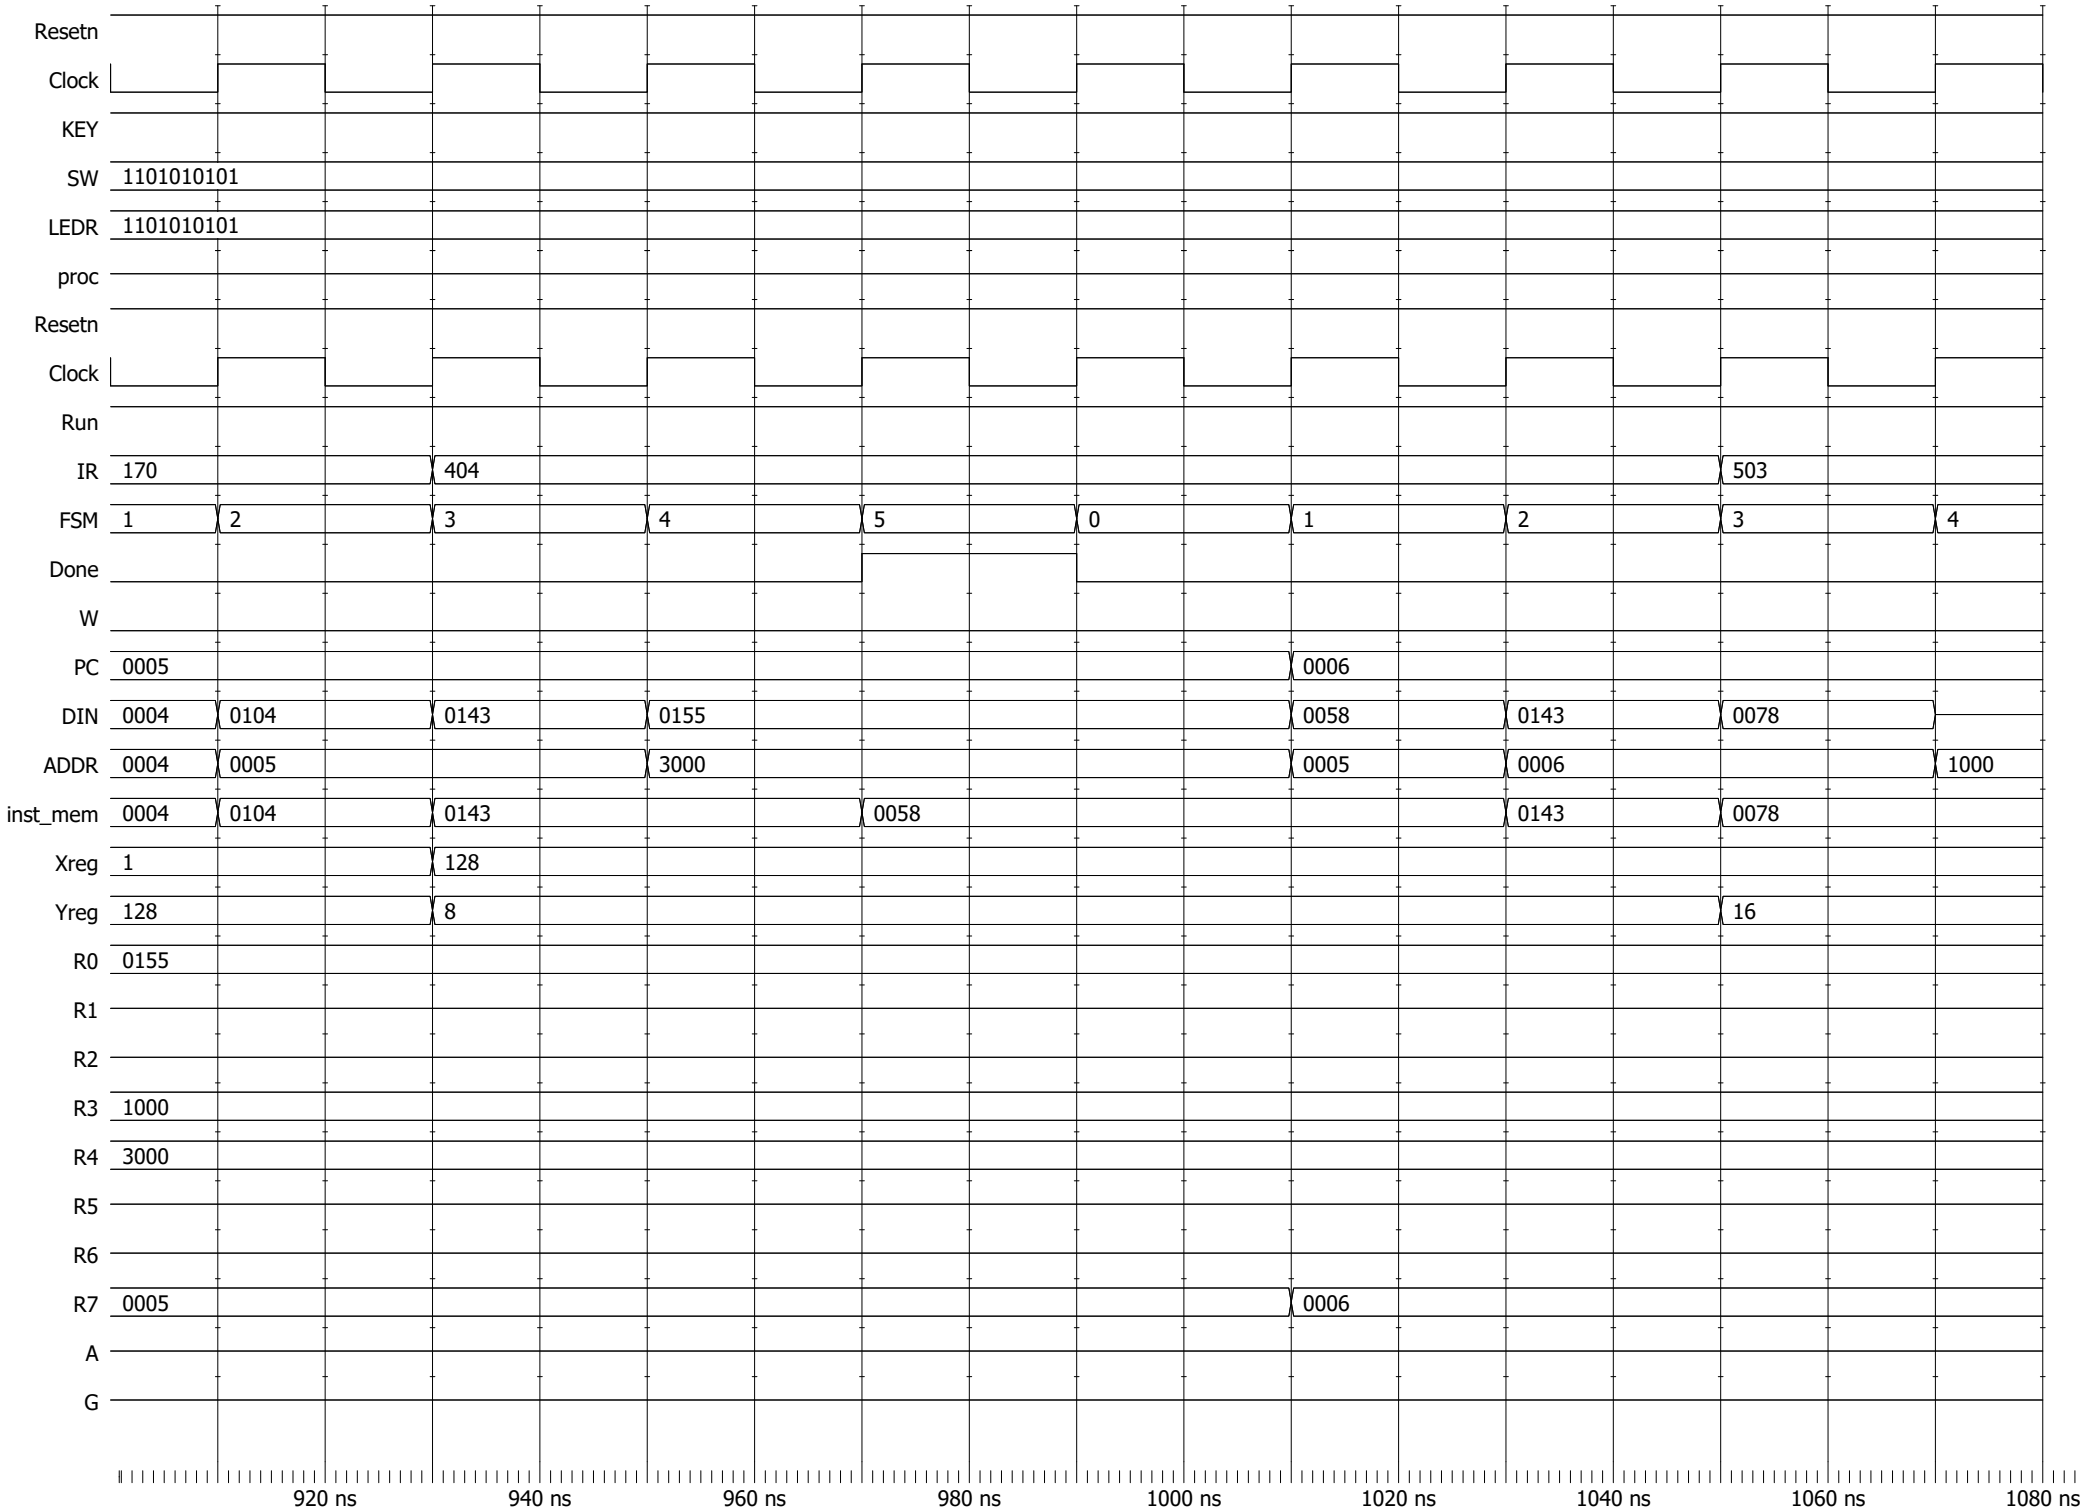 Resetn
Clock
KEY
SW 1101010101
LEDR 1101010101
proc
Resetn
Clock
Run
IR 170 404 503
FSM 1 2 3 4 5 0 1 2 3 4
Done
W
PC 0005 0006
DIN 0004 0104 0143 0155 0058 0143 0078
ADDR 0004 0005 3000 0005 0006 1000
inst_mem 0004 0104 0143 0058 0143 0078
Xreg 1 128
Yreg 128 8 16
R0 0155
R1
R2
R3 1000
R4 3000
R5
R6
R7 0005 0006
A
G
920 ns 940 ns 960 ns 980 ns 1000 ns 1020 ns 1040 ns 1060 ns 1080 ns